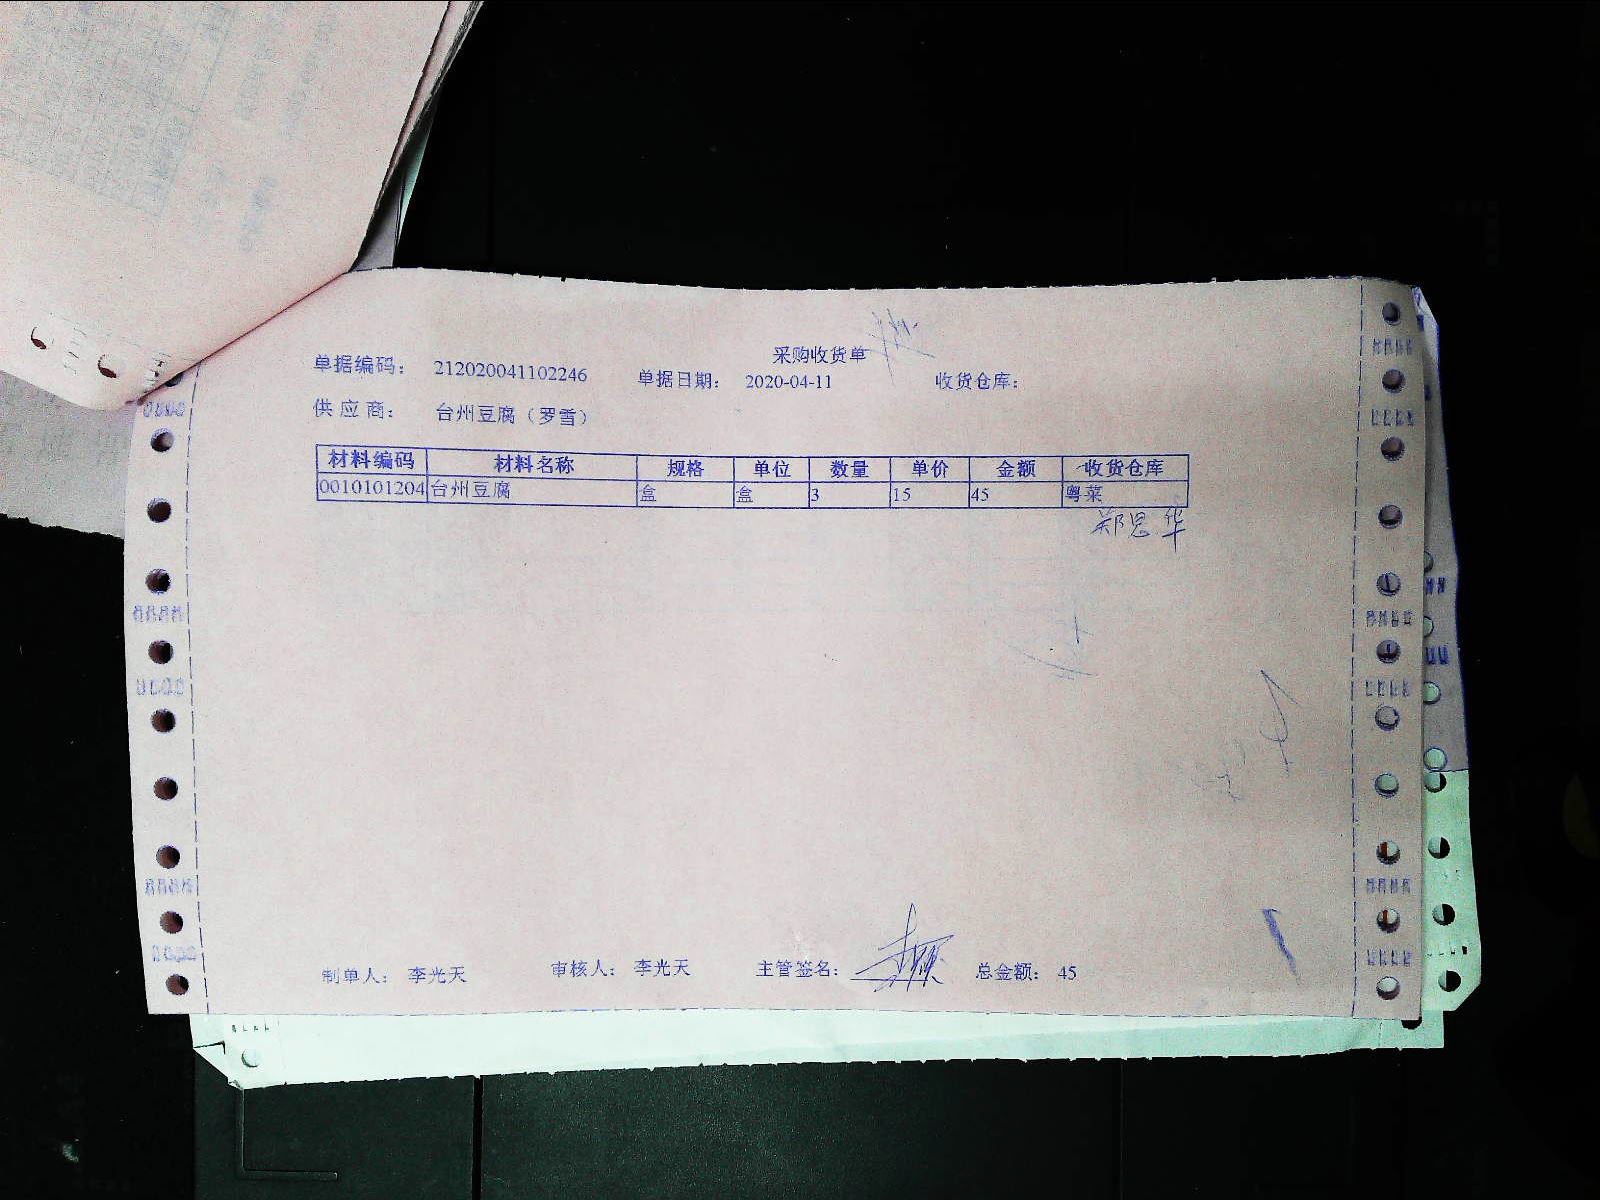 采购收货单
单据编码： 212020041102246 单据日期： 2020-04-11 收货仓库：
供应商： 台州豆腐（罗雪）
材料编码 材料名称 规格 单位 数量 单价 金额 收货仓库
0010101204 台州豆腐 盒 盒 3 15 45 粤菜
郑思华
制单人： 李光天 审核人： 李光天 主管签名： 总金额： 45